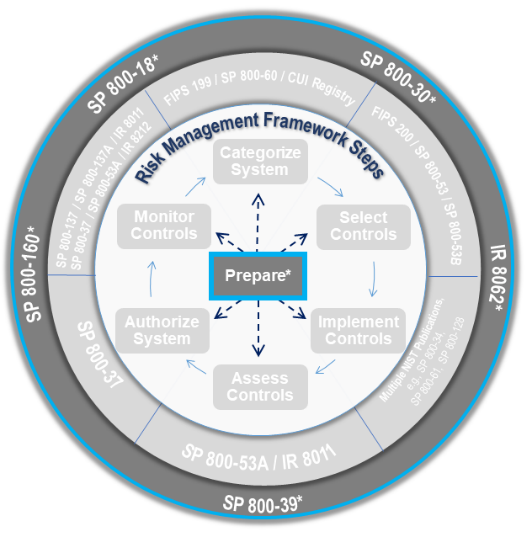 SP 800-18*
SP 800-30*
SP 800-160*
IR 8062*
SP 800-39*
FIPS 199 / SP 800-60 / CUI Registry
FIPS 200 / SP 800-53 / SP 800-53B
Multiple NIST Publications.
e.g., SP 800-34
SP 800-61, SP 800-128
SP 800-53A / IR 8011
SP 800-37
SP 800-137 / SP 800-137A / IR 8011
SP 800-37 / SP 800-53A / IR 8212
Risk Management Framework Steps
Categorize
System
Select
Controls
Implement
Controls
Assess
Controls
Authorize
System
Monitor
Controls
Prepare*